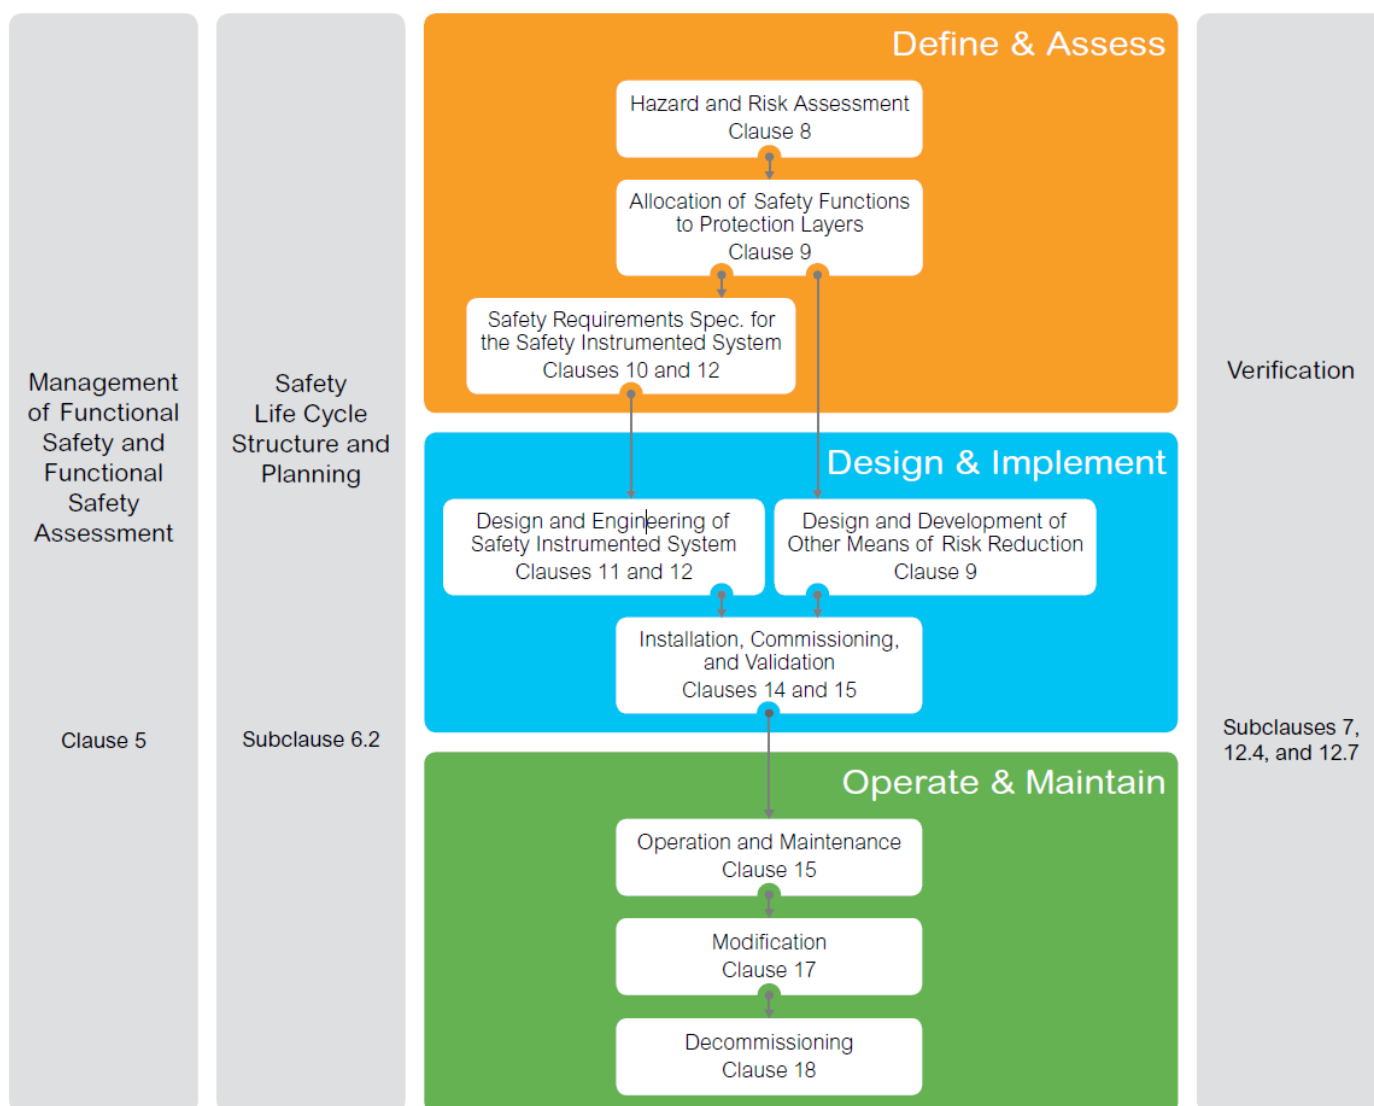 Management
of Functional
Safety and
Functional
Safety
Assessment
Clause 5
Safety
Life Cycle
Structure and
Planning
Subclause 6.2
Define & Assess
Hazard and Risk Assessment
Clause 8
Allocation of Safety Functions
to Protection Layers
Clause 9
Safety Requirements Spec. for
the Safety Instrumented System
Clauses 10 and 12
Design & Implement
Design and Engineering of
Safety Instrumented System
Clauses 11 and 12
Design and Development of
Other Means of Risk Reduction
Clause 9
Installation, Commissioning,
and Validation
Clauses 14 and 15
Operate & Maintain
Operation and Maintenance
Clause 15
Modification
Clause 17
Decommissioning
Clause 18
Verification
Subclauses 7,
12.4, and 12.7